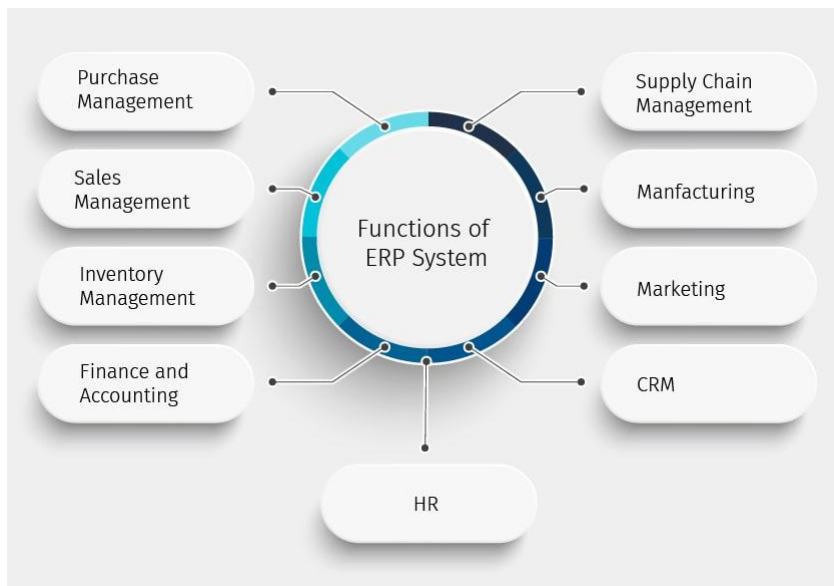 Purchase
Management
Sales
Management
Inventory
Management
Finance and
Accounting
Functions of
ERP System
Supply Chain
Management
Manfacturing
Marketing
CRM
HR